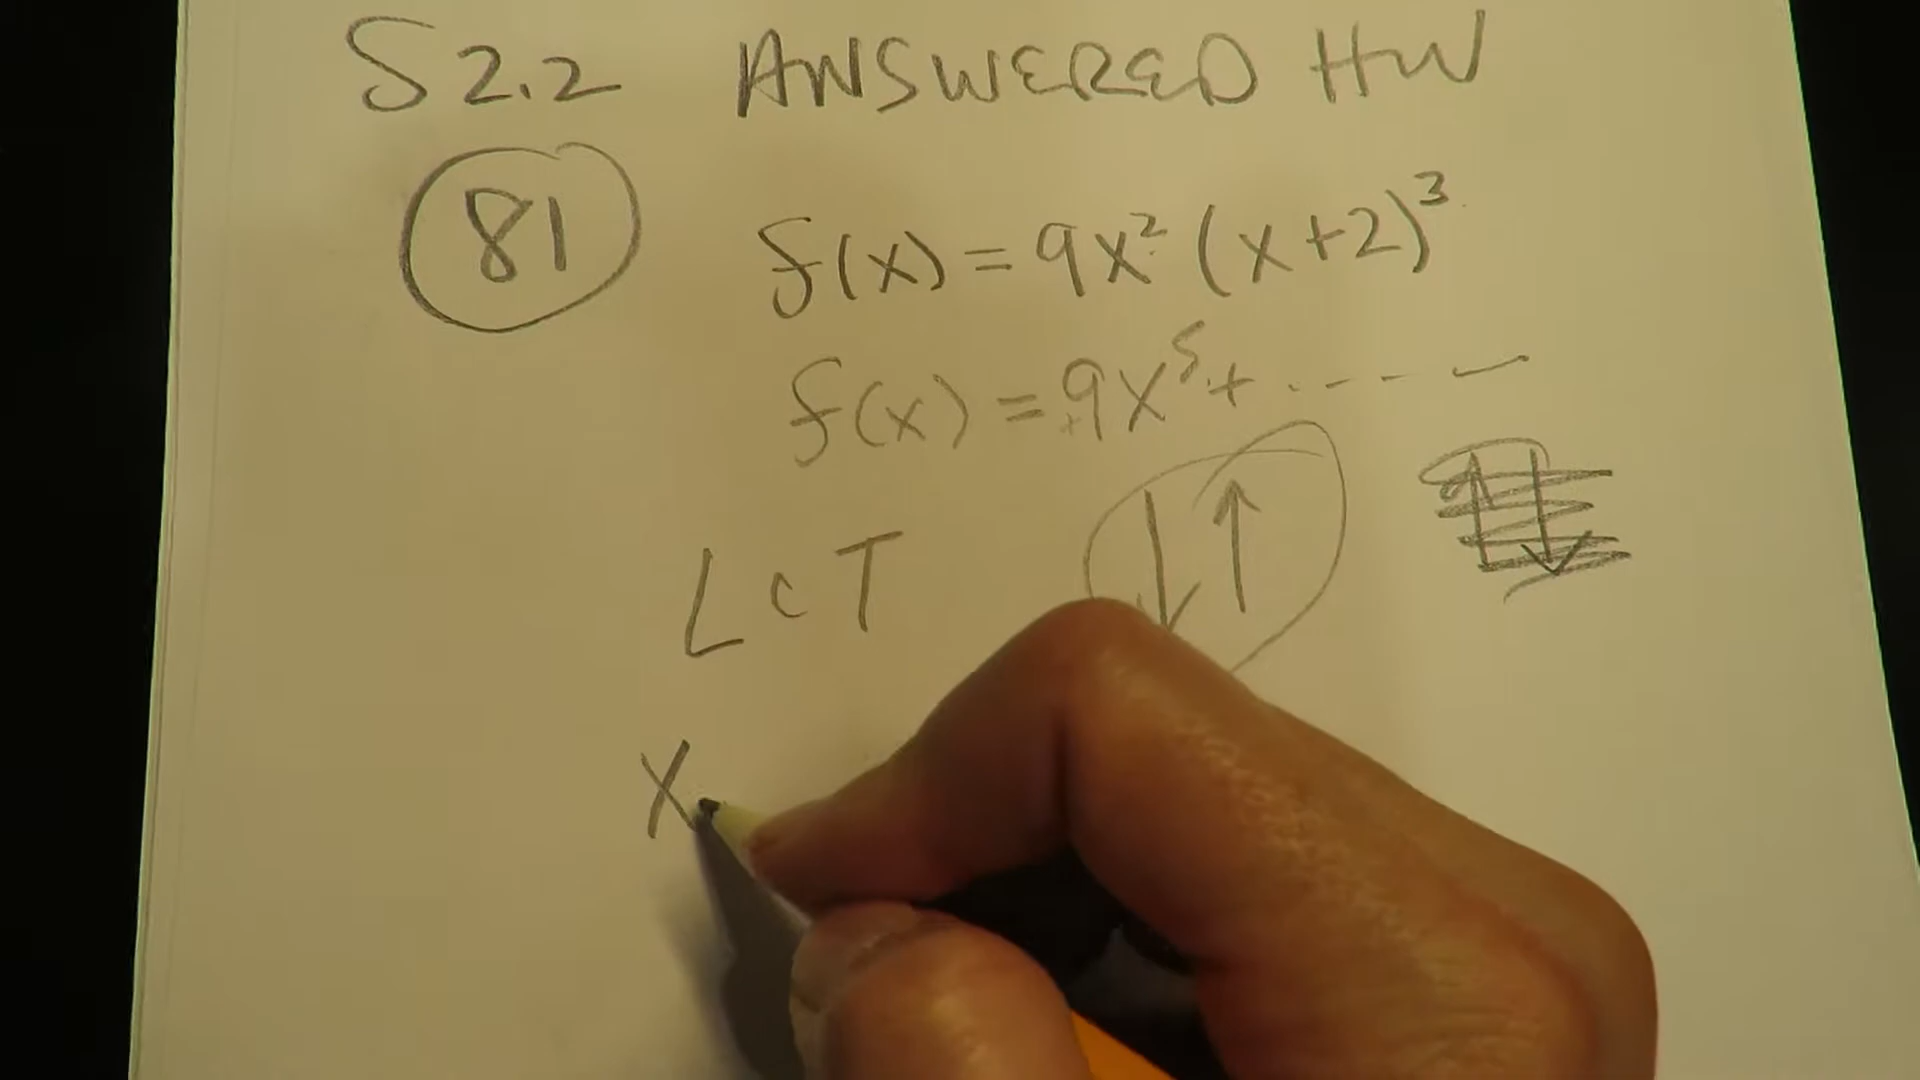 S 2.2 ANSWERED HW
81 f(x) = 9x² (x+2)³
f(x) = 9x⁵ + .----
LCT ↓↑
X